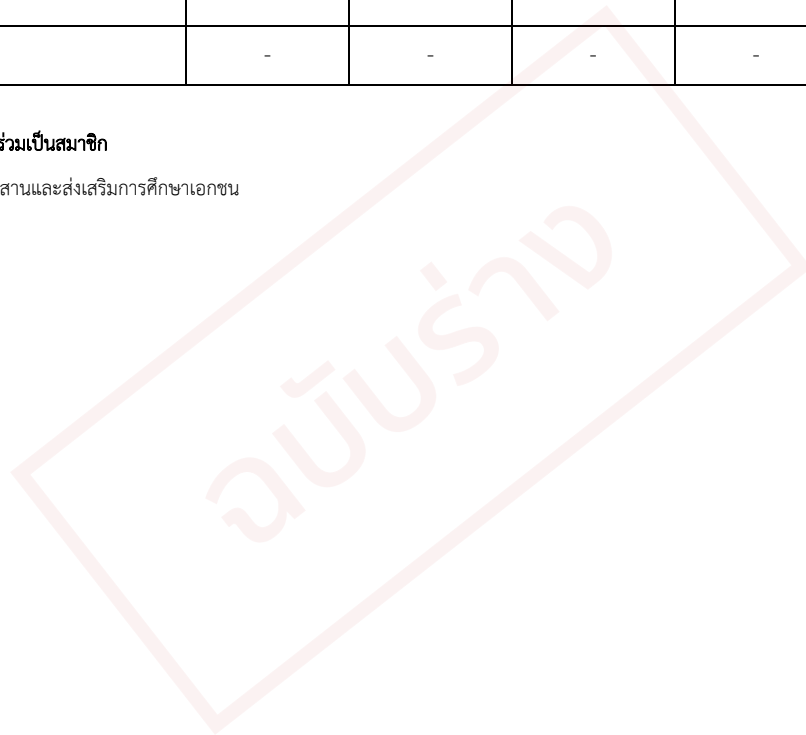 - - - -
ร่วมเป็นสมาชิก
สานและส่งเสริมการศึกษาเอกชน
ฉบับร่าง